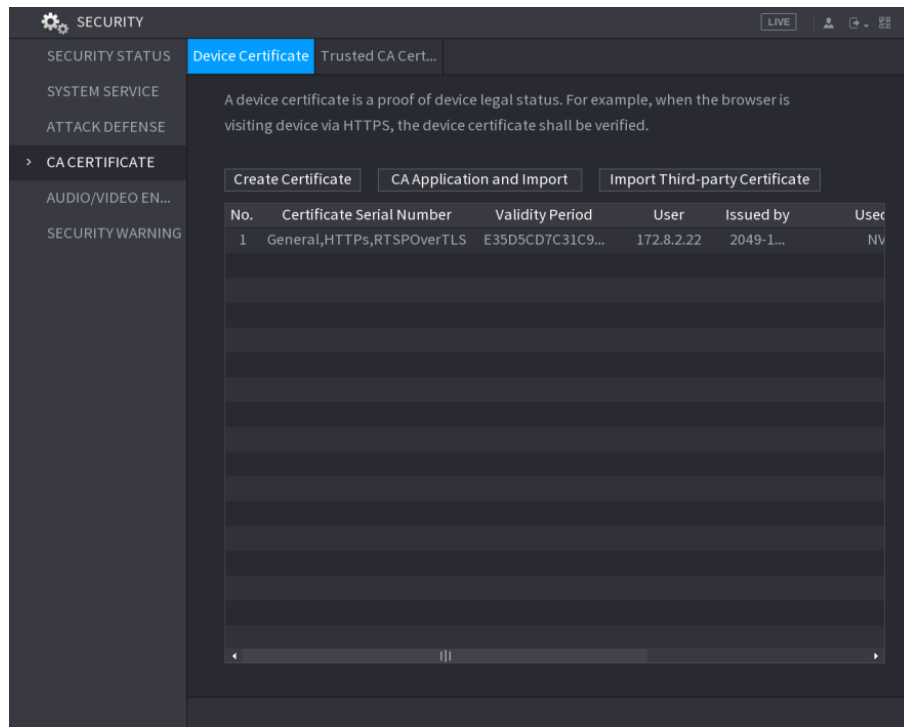 SECURITY
LIVE
SECURITY STATUS
SYSTEM SERVICE
ATTACK DEFENSE
CA CERTIFICATE
AUDIO/VIDEO EN...
SECURITY WARNING
Device Certificate Trusted CA Cert...
A device certificate is a proof of device legal status. For example, when the browser is
visiting device via HTTPS, the device certificate shall be verified.
Create Certificate CA Application and Import Import Third-party Certificate
No. Certificate Serial Number Validity Period User Issued by Used
1 General,HTTPs,RTSPOverTLS E35D5CD7C31C9... 172.8.2.22 2049-1... NV